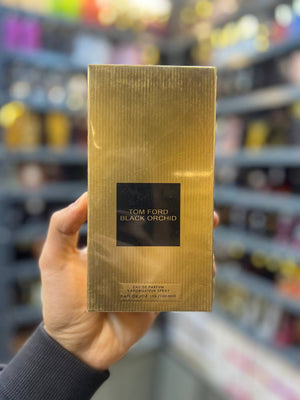 TOM FORD
BLACK ORCHID
EAU DE PARFUM
VAPORISATEUR SPRAY